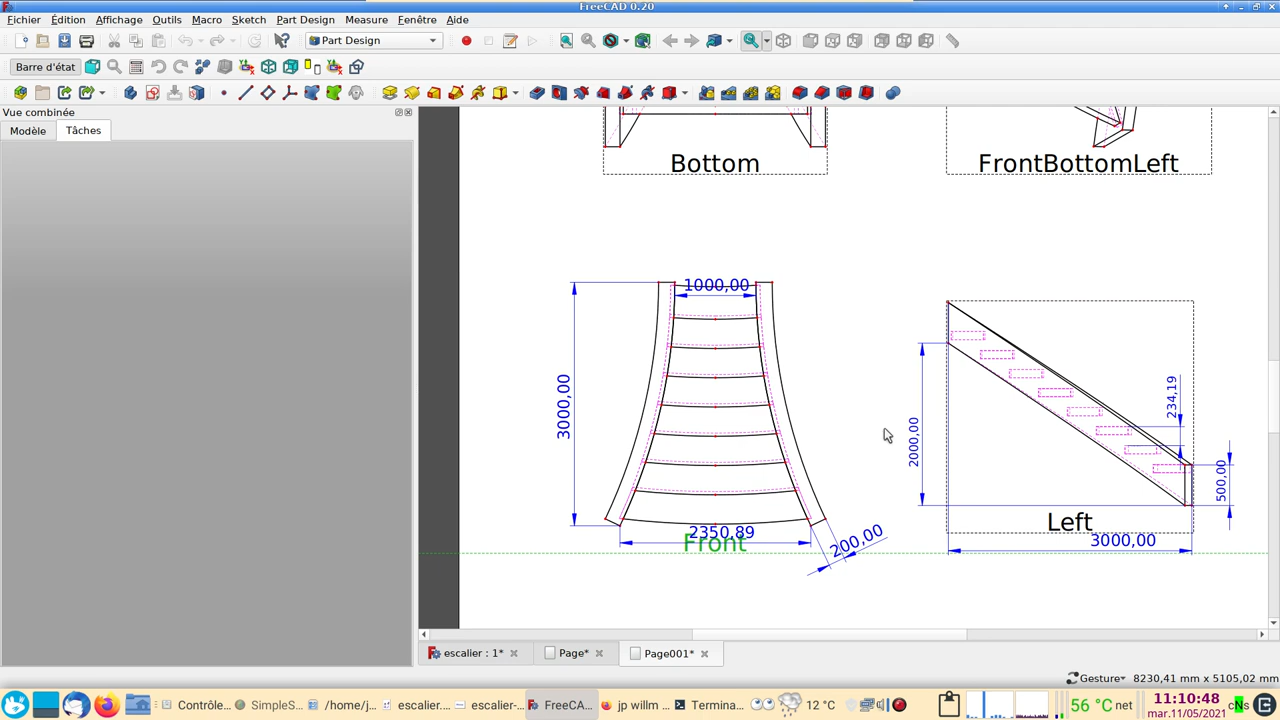 FreeCAD 0.20
Fichier Édition Affichage Outils Macro Sketch Part Design Measure Fenêtre Aide
Part Design
Barre d'état
Vue combinée
Modèle Tâches
Bottom
FrontBottomLeft
1000,00
3000,00
2350,89
Front
200,00
234,19
2000,00
500,00
Left
3000,00
escalier : 1*
Page*
Page001*
Gesture 8230,41 mm x 5105,02 mm
Contrôle... SimpleS... /home/j... escalier... escalier-... FreeCA... jp willm... Termina... 12 °C
56 °C net
11:10:48
mar.11/05/2021